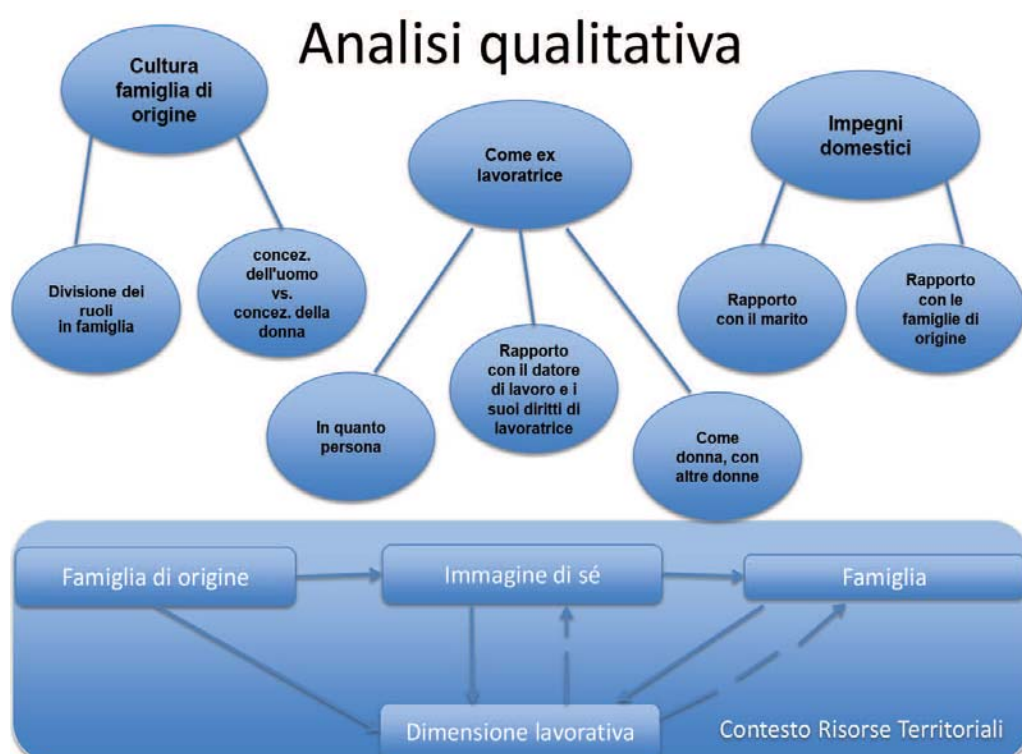 Analisi qualitativa
Cultura
famiglia di
origine
Divisione dei
ruoli
in famiglia
concez.
dell'uomo
vs.
concez. della
donna
Come ex
lavoratrice
In quanto
persona
Rapporto
con il datore
di lavoro e i
suoi diritti di
lavoratrice
Come
donna, con
altre donne
Impegni
domestici
Rapporto
con il marito
Rapporto
con le
famiglie di
origine
Famiglia di origine
Immagine di sé
Famiglia
Dimensione lavorativa
Contesto Risorse Territoriali